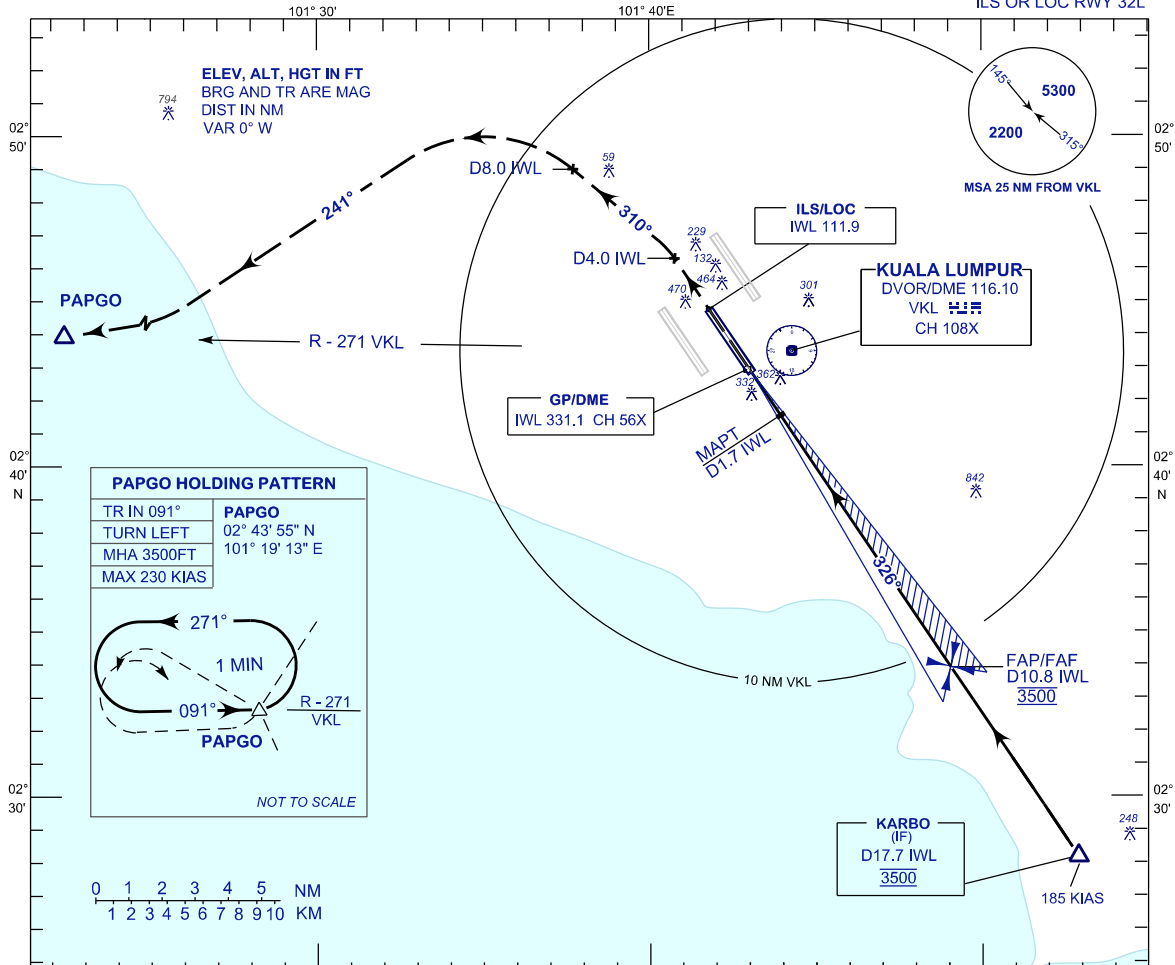 ILS OR LOC RWY 32L
101° 30'
101° 40'E
ELEV, ALT, HGT IN FT
BRG AND TR ARE MAG
DIST IN NM
VAR 0° W
794
145°
5300
2200
315°
MSA 25 NM FROM VKL
02°
50'
02°
50'
D8.0 IWL
59
310°
241°
ILS/LOC
IWL 111.9
229
132
464
470
D4.0 IWL
301
KUALA LUMPUR
DVOR/DME 116.10
VKL
CH 108X
PAPGO
R - 271 VKL
362
332
GP/DME
IWL 331.1 CH 56X
MAPT
D1.7 IWL
02°
40'
N
02°
40'
N
842
PAPGO HOLDING PATTERN
TR IN 091°
TURN LEFT
MHA 3500FT
MAX 230 KIAS
PAPGO
02° 43' 55" N
101° 19' 13" E
271°
1 MIN
091°
R - 271
VKL
PAPGO
NOT TO SCALE
326°
FAP/FAF
D10.8 IWL
3500
10 NM VKL
02°
30'
02°
30'
KARBO
(IF)
D17.7 IWL
3500
248
185 KIAS
0 1 2 3 4 5 NM
1 2 3 4 5 6 7 8 9 10 KM